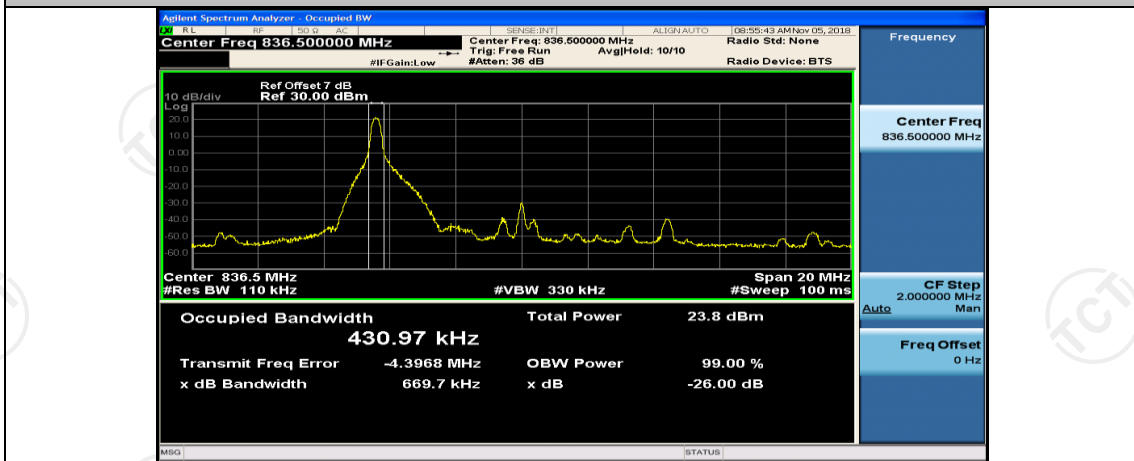 Agilent Spectrum Analyzer - Occupied BW
LXI RL RF 50 Ω AC SENSE:INT ALIGN AUTO 08:55:43 AM Nov 05, 2018
Center Freq 836.500000 MHz Center Freq: 836.500000 MHz Radio Std: None Frequency
Trig: Free Run Avg|Hold: 10/10
#IFGain:Low #Atten: 36 dB Radio Device: BTS
Ref Offset 7 dB
10 dB/div Ref 30.00 dBm
Log
20.0
10.0
0.00
-10.0
-20.0
-30.0
-40.0
-50.0
-60.0
Center Freq
836.500000 MHz
Center 836.5 MHz Span 20 MHz
#Res BW 110 kHz #VBW 330 kHz #Sweep 100 ms
CF Step
2.000000 MHz
Auto Man
Freq Offset
0 Hz
Occupied Bandwidth Total Power 23.8 dBm
430.97 kHz
Transmit Freq Error -4.3968 MHz OBW Power 99.00 %
x dB Bandwidth 669.7 kHz x dB -26.00 dB
MSG STATUS
TCT